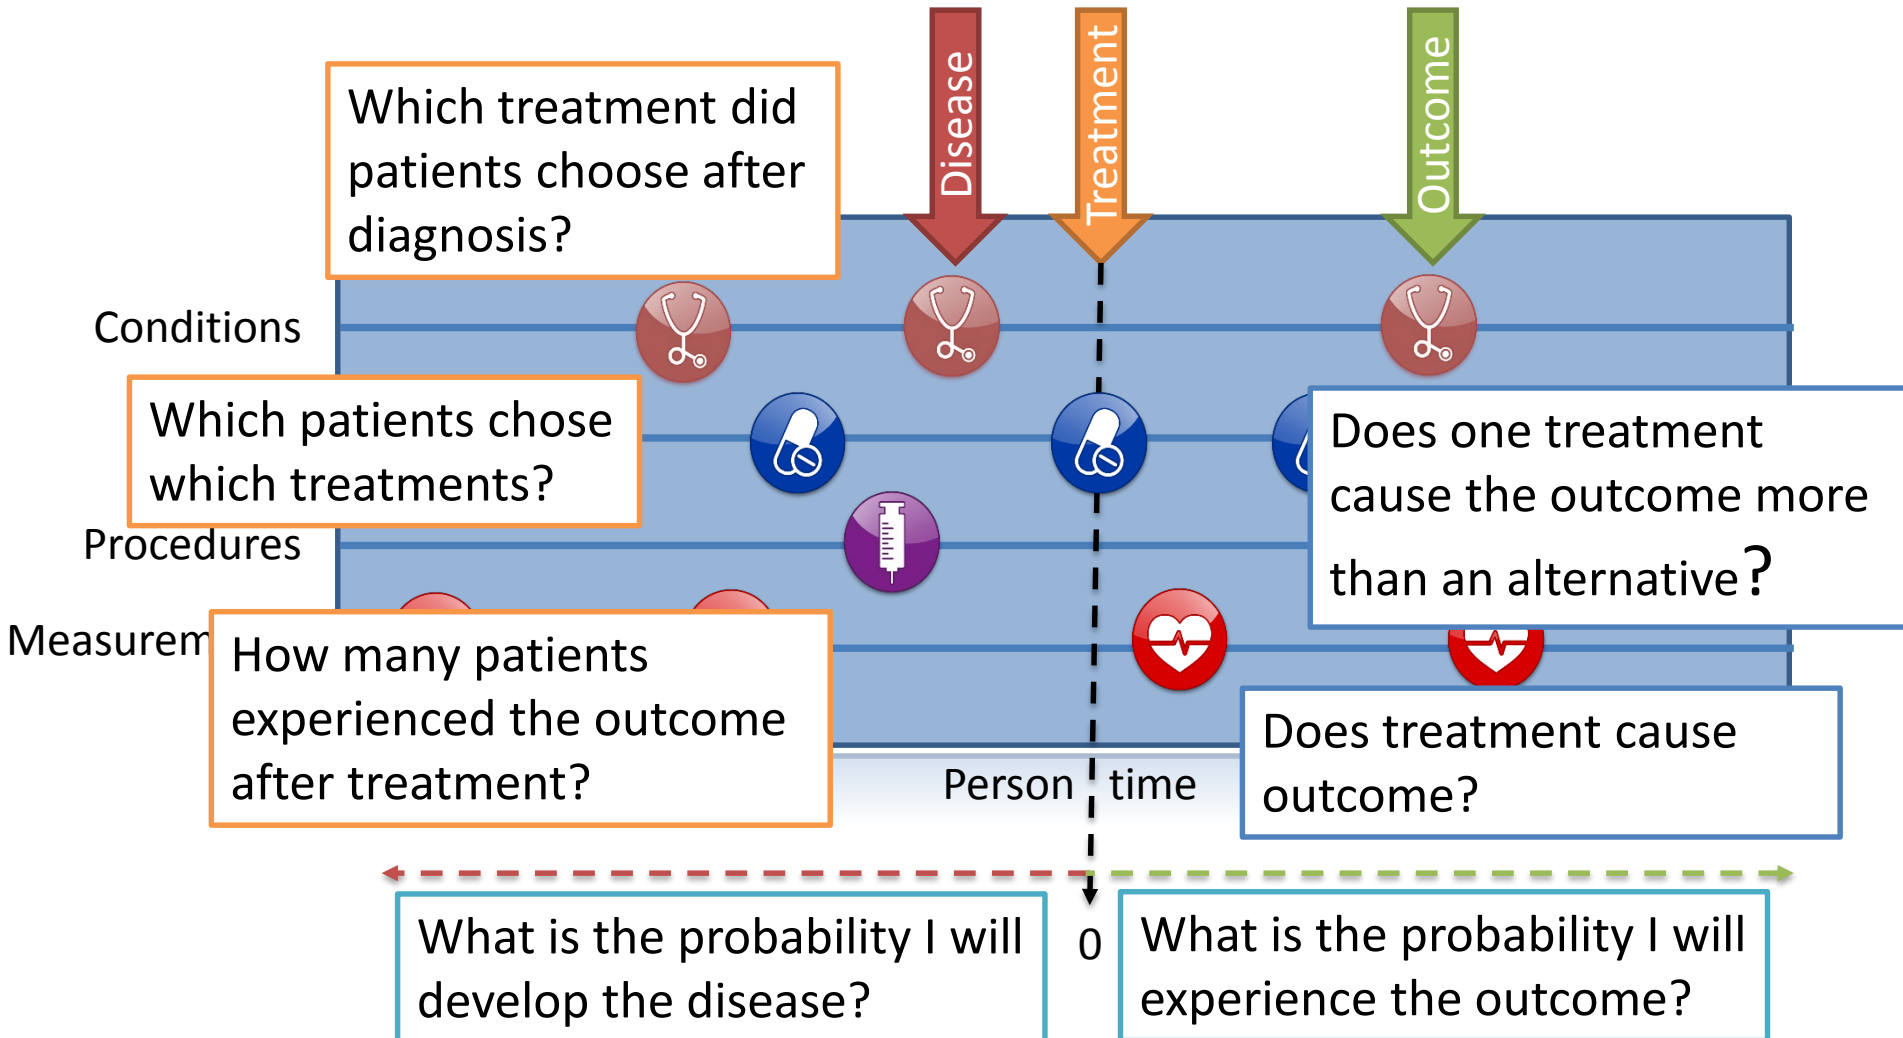 Disease
Treatment
Outcome
Which treatment did
patients choose after
diagnosis?
Conditions
Which patients chose
which treatments?
Does one treatment
cause the outcome more
than an alternative?
Procedures
Measurem
How many patients
experienced the outcome
after treatment?
Does treatment cause
outcome?
Person time
0
What is the probability I will
develop the disease?
What is the probability I will
experience the outcome?